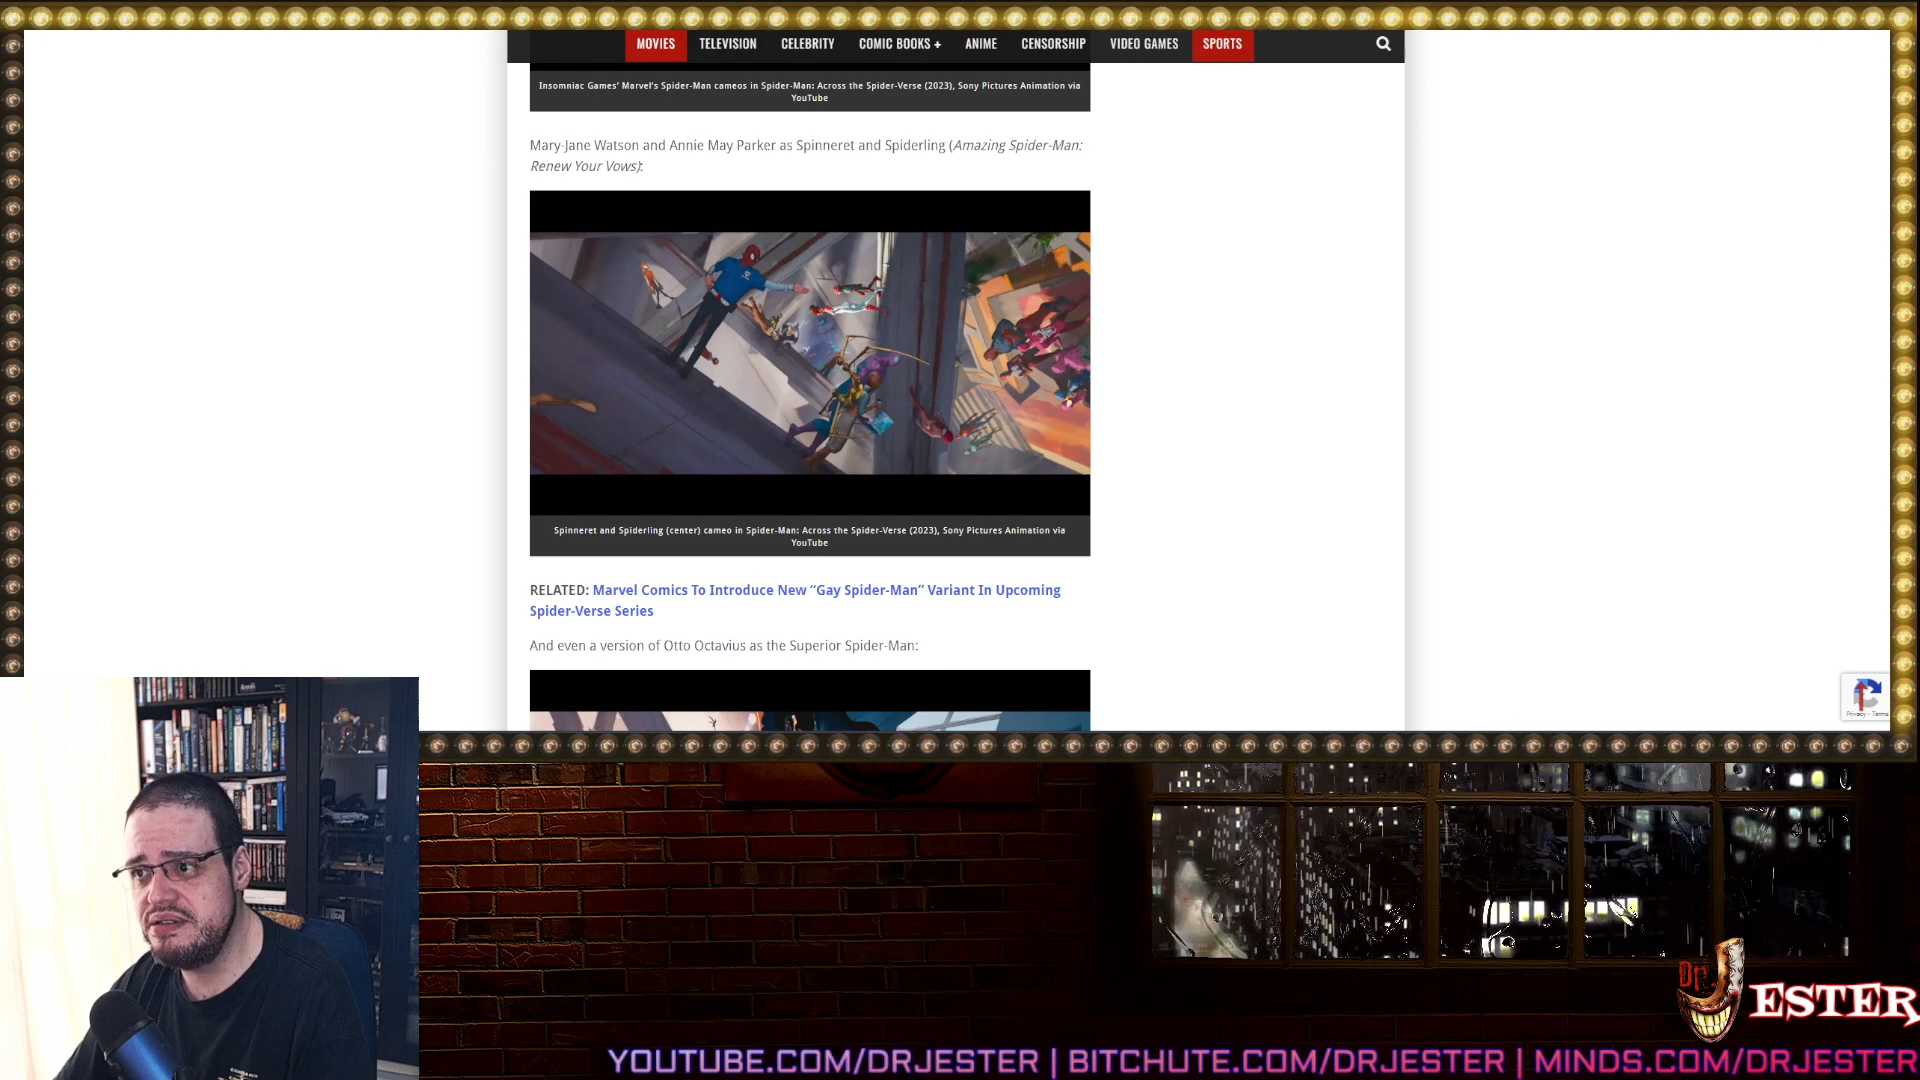 MOVIES TELEVISION CELEBRITY COMIC BOOKS + ANIME CENSORSHIP VIDEO GAMES SPORTS
Insomniac Games' Marvel's Spider-Man cameos in Spider-Man: Across the Spider-Verse (2023), Sony Pictures Animation via
YouTube
Mary-Jane Watson and Annie May Parker as Spinneret and Spiderling (Amazing Spider-Man:
Renew Your Vows):
Spinneret and Spiderling (center) cameo in Spider-Man: Across the Spider-Verse (2023), Sony Pictures Animation via
YouTube
RELATED: Marvel Comics To Introduce New “Gay Spider-Man” Variant In Upcoming
Spider-Verse Series
And even a version of Otto Octavius as the Superior Spider-Man:
Privacy - Terms
Dr. JESTER
YOUTUBE.COM/DRJESTER | BITCHUTE.COM/DRJESTER | MINDS.COM/DRJESTER